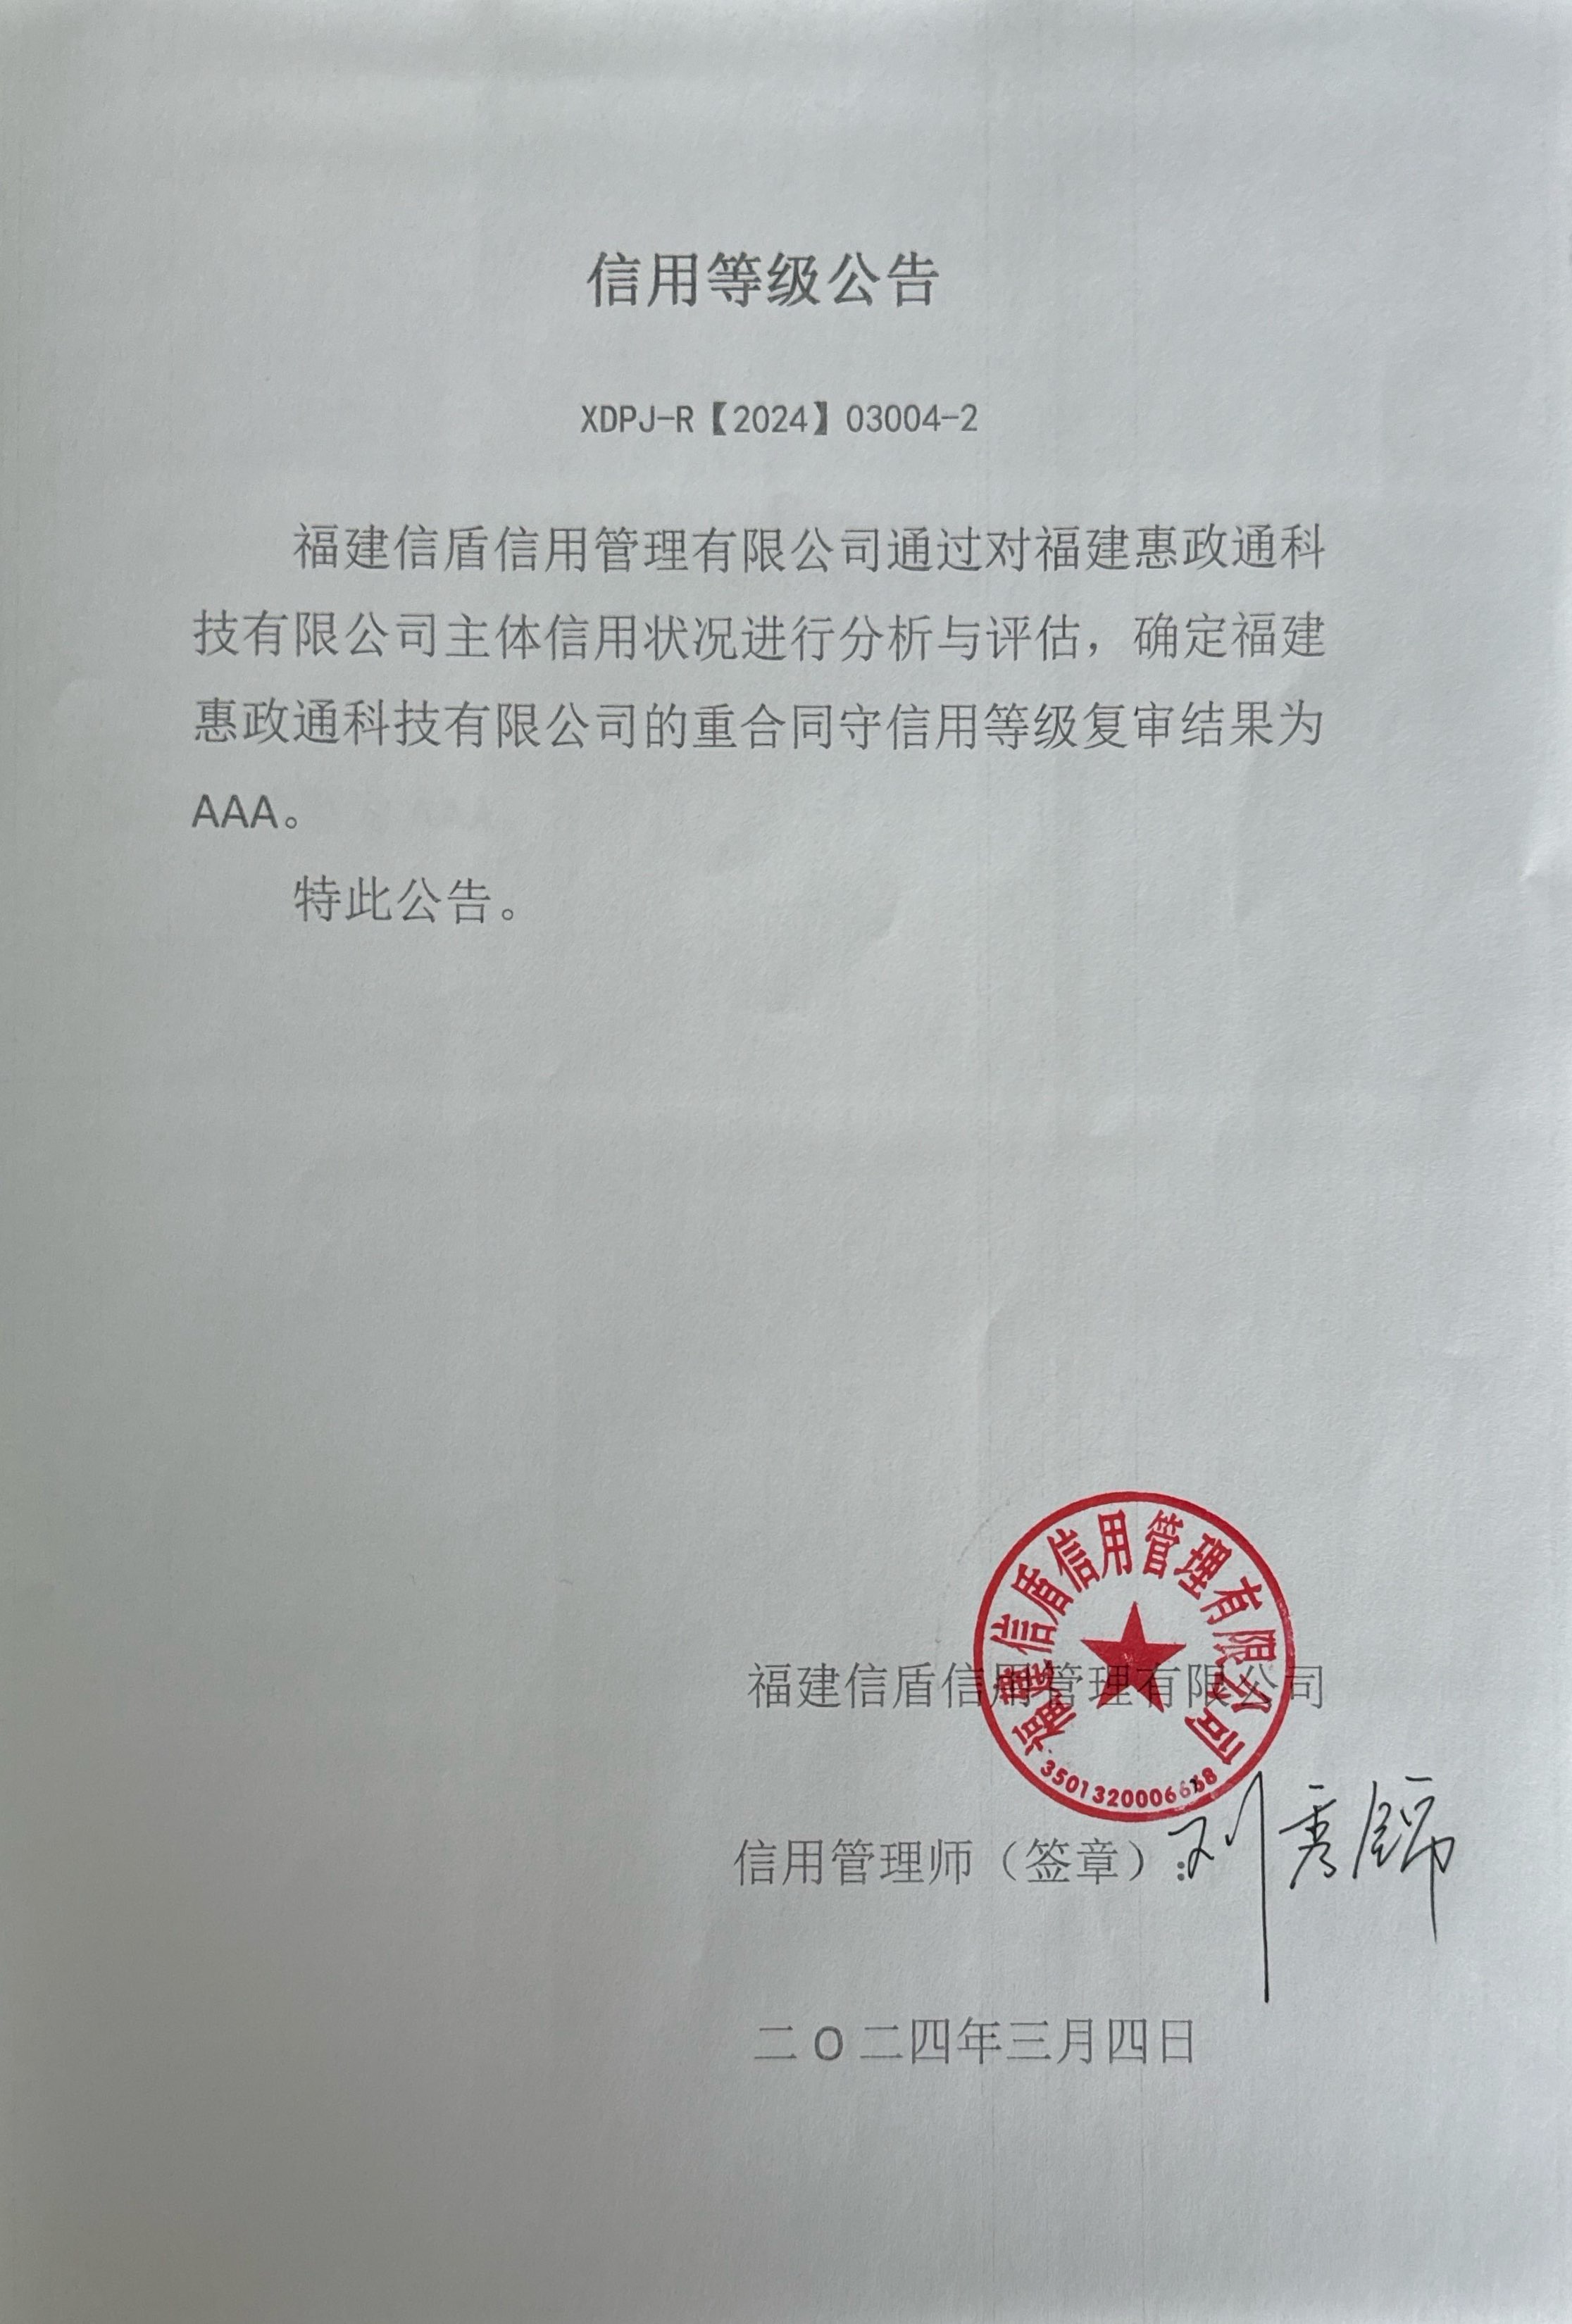 信用等级公告
XDPJ-R【2024】03004-2
福建信盾信用管理有限公司通过对福建惠政通科
技有限公司主体信用状况进行分析与评估，确定福建
惠政通科技有限公司的重合同守信用等级复审结果为
AAA。
特此公告。
福建信盾信用管理有限公司
福建信盾信用管理有限公司
3501320006668
信用管理师（签章）：刘秀锦
二O二四年三月四日